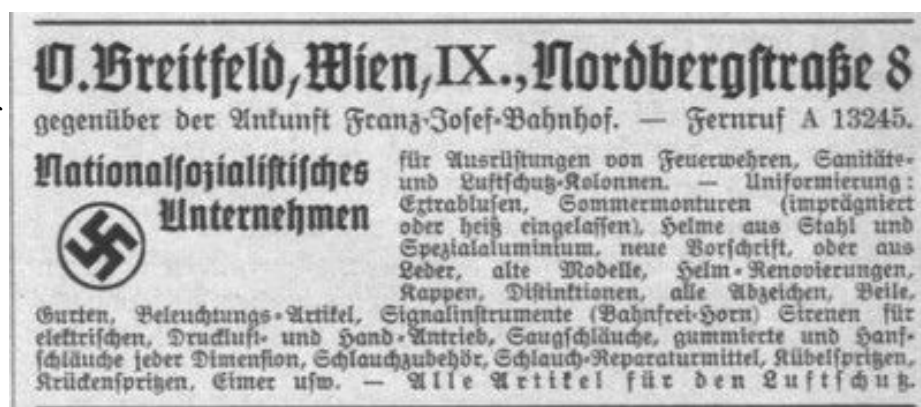 O. Breitfeld, Wien, IX., Nordbergstraße 8
gegenüber der Ankunft Franz-Josef-Bahnhof. — Fernruf A 13245.
Nationalsozialistisches
Unternehmen
für Ausrüstungen von Feuerwehren, Sanitäts-
und Luftschutz-Kolonnen. — Uniformierung:
Extrablusen, Sommermonturen (imprägniert
oder heiß eingelassen), Helme aus Stahl und
Spezialaluminium, neue Vorschrift, oder aus
Leder, alte Modelle, Helm-Renovierungen,
Kappen, Distinktionen, alle Abzeichen, Beile,
Gurten, Beleuchtungs-Artikel, Signalinstrumente (Bahnfrei-Horn) Sirenen für
elektrischen, Druckluft- und Hand-Antrieb, Saugschläuche, gummierte und Hanf-
schläuche jeder Dimension, Schlauchzubehör, Schlauch-Reparaturmittel, Kübelspritzen,
Krückenspritzen, Eimer usw. — Alle Artikel für den Luftschutz.